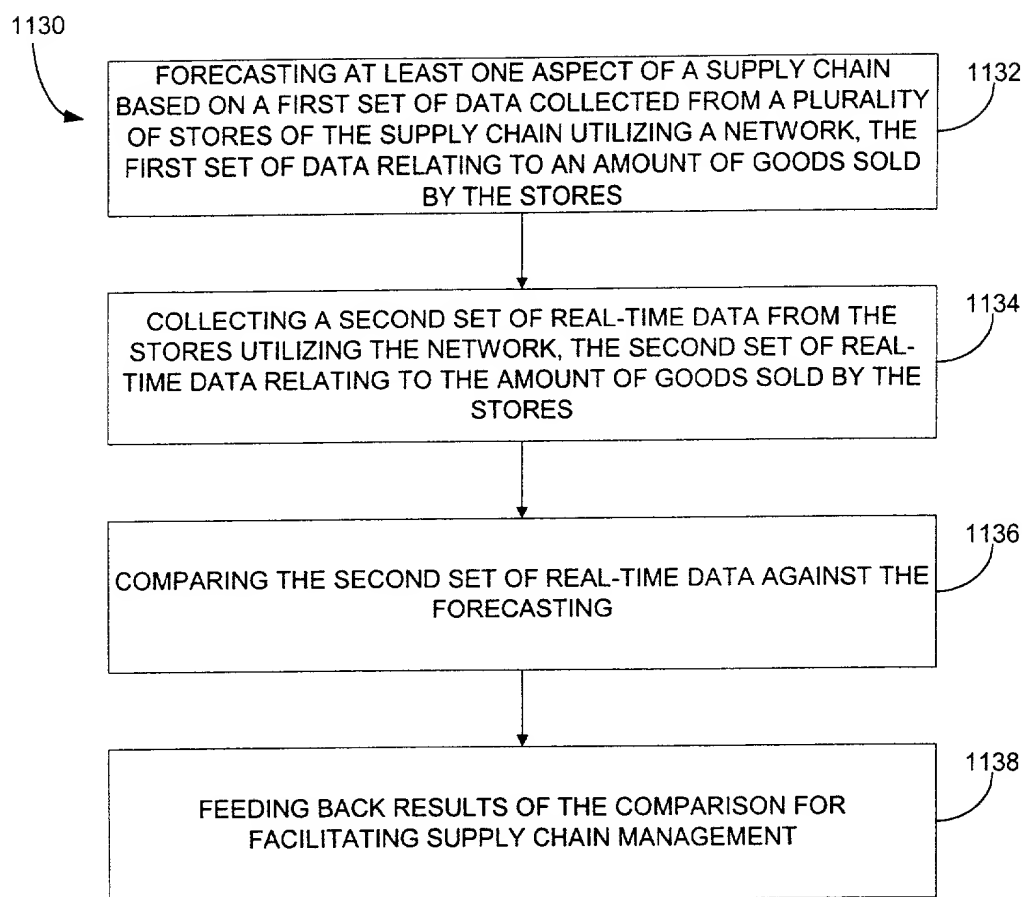 1130
FORECASTING AT LEAST ONE ASPECT OF A SUPPLY CHAIN
BASED ON A FIRST SET OF DATA COLLECTED FROM A PLURALITY
OF STORES OF THE SUPPLY CHAIN UTILIZING A NETWORK, THE
FIRST SET OF DATA RELATING TO AN AMOUNT OF GOODS SOLD
BY THE STORES
1132
COLLECTING A SECOND SET OF REAL-TIME DATA FROM THE
STORES UTILIZING THE NETWORK, THE SECOND SET OF REAL-
TIME DATA RELATING TO THE AMOUNT OF GOODS SOLD BY THE
STORES
1134
COMPARING THE SECOND SET OF REAL-TIME DATA AGAINST THE
FORECASTING
1136
FEEDING BACK RESULTS OF THE COMPARISON FOR
FACILITATING SUPPLY CHAIN MANAGEMENT
1138